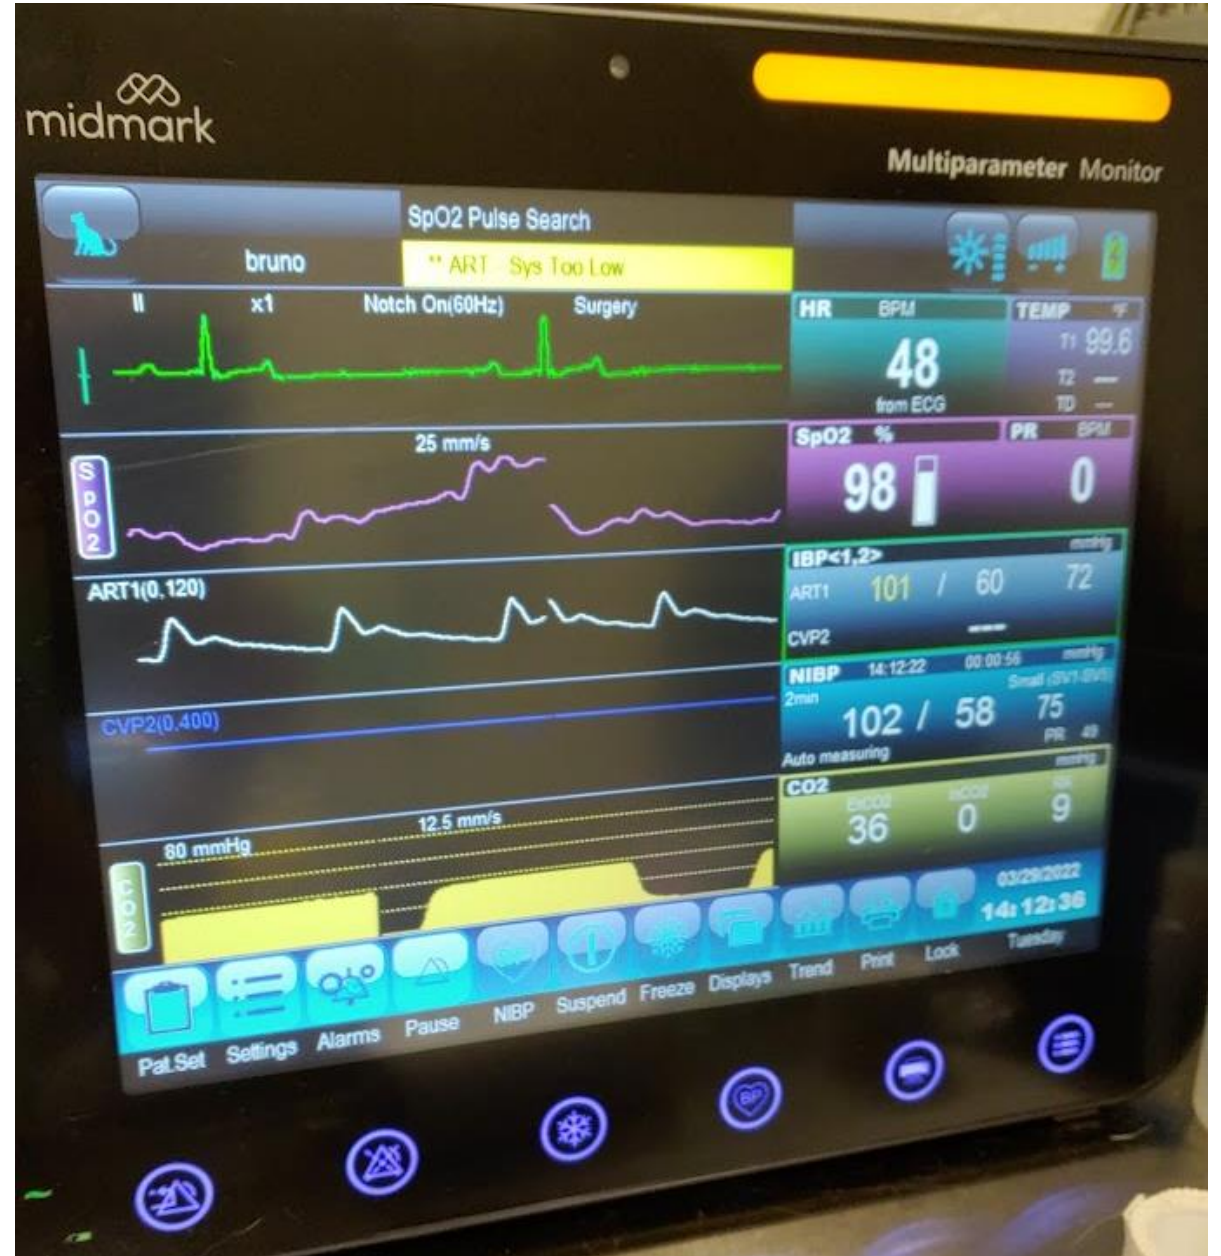 midmark
Multiparameter Monitor
SpO2 Pulse Search
bruno
** ART Sys Too Low
II x1 Notch On(60Hz) Surgery
HR BPM
48
from ECG
TEMP °F
T1 99.6
T2 ---
TD ---
25 mm/s
SpO2
SpO2 %
98
PR BPM
0
ART1(0,120)
IBP<1,2> mmHg
ART1 101 / 60 72
CVP2 ---
CVP2(0.400)
NIBP 14:12:22 00:00:56 mmHg
2min
102 / 58 75
Auto measuring PR 49
12.5 mm/s
80 mmHg
CO2
CO2 mmHg
EtCO2
36 0 9
03/29/2022
14:12:36
Tuesday
Pat.Set Settings Alarms Pause NIBP Suspend Freeze Displays Trend Print Lock
BP